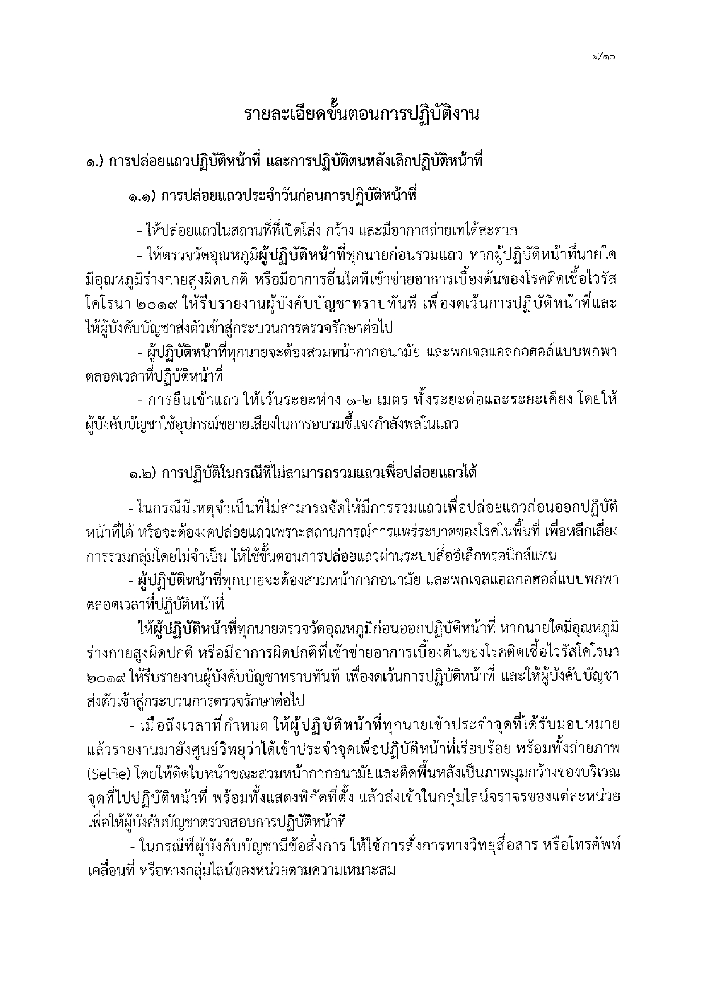 ๔/๑๐
รายละเอียดขั้นตอนการปฏิบัติงาน
๑.) การปล่อยแถวปฏิบัติหน้าที่ และการปฏิบัติตนหลังเลิกปฏิบัติหน้าที่
๑.๑) การปล่อยแถวประจำวันก่อนการปฏิบัติหน้าที่
- ให้ปล่อยแถวในสถานที่ที่เปิดโล่ง กว้าง และมีอากาศถ่ายเทได้สะดวก
- ให้ตรวจวัดอุณหภูมิผู้ปฏิบัติหน้าที่ทุกนายก่อนรวมแถว หากผู้ปฏิบัติหน้าที่นายใด
มีอุณหภูมิร่างกายสูงผิดปกติ หรือมีอาการอื่นใดที่เข้าข่ายอาการเบื้องต้นของโรคติดเชื้อไวรัส
โคโรนา ๒๐๑๙ ให้รีบรายงานผู้บังคับบัญชาทราบทันที เพื่องดเว้นการปฏิบัติหน้าที่และ
ให้ผู้บังคับบัญชาส่งตัวเข้าสู่กระบวนการตรวจรักษาต่อไป
- ผู้ปฏิบัติหน้าที่ทุกนายจะต้องสวมหน้ากากอนามัย และพกเจลแอลกอฮอล์แบบพกพา
ตลอดเวลาที่ปฏิบัติหน้าที่
- การยืนเข้าแถว ให้เว้นระยะห่าง ๑-๒ เมตร ทั้งระยะต่อและระยะเคียง โดยให้
ผู้บังคับบัญชาใช้อุปกรณ์ขยายเสียงในการอบรมชี้แจงกำลังพลในแถว
๑.๒) การปฏิบัติในกรณีที่ไม่สามารถรวมแถวเพื่อปล่อยแถวได้
- ในกรณีมีเหตุจำเป็นที่ไม่สามารถจัดให้มีการรวมแถวเพื่อปล่อยแถวก่อนออกปฏิบัติ
หน้าที่ได้ หรือจะต้องงดปล่อยแถวเพราะสถานการณ์การแพร่ระบาดของโรคในพื้นที่ เพื่อหลีกเลี่ยง
การรวมกลุ่มโดยไม่จำเป็น ให้ใช้ขั้นตอนการปล่อยแถวผ่านระบบสื่ออิเล็กทรอนิกส์แทน
- ผู้ปฏิบัติหน้าที่ทุกนายจะต้องสวมหน้ากากอนามัย และพกเจลแอลกอฮอล์แบบพกพา
ตลอดเวลาที่ปฏิบัติหน้าที่
- ให้ผู้ปฏิบัติหน้าที่ทุกนายตรวจวัดอุณหภูมิก่อนออกปฏิบัติหน้าที่ หากนายใดมีอุณหภูมิ
ร่างกายสูงผิดปกติ หรือมีอาการผิดปกติที่เข้าข่ายอาการเบื้องต้นของโรคติดเชื้อไวรัสโคโรนา
๒๐๑๙ ให้รีบรายงานผู้บังคับบัญชาทราบทันที เพื่องดเว้นการปฏิบัติหน้าที่ และให้ผู้บังคับบัญชา
ส่งตัวเข้าสู่กระบวนการตรวจรักษาต่อไป
- เมื่อถึงเวลาที่กำหนด ให้ผู้ปฏิบัติหน้าที่ทุกนายเข้าประจำจุดที่ได้รับมอบหมาย
แล้วรายงานมายังศูนย์วิทยุว่าได้เข้าประจำจุดเพื่อปฏิบัติหน้าที่เรียบร้อย พร้อมทั้งถ่ายภาพ
(Selfie) โดยให้ติดใบหน้าขณะสวมหน้ากากอนามัยและติดพื้นหลังเป็นภาพมุมกว้างของบริเวณ
จุดที่ไปปฏิบัติหน้าที่ พร้อมทั้งแสดงพิกัดที่ตั้ง แล้วส่งเข้าในกลุ่มไลน์จราจรของแต่ละหน่วย
เพื่อให้ผู้บังคับบัญชาตรวจสอบการปฏิบัติหน้าที่
- ในกรณีที่ผู้บังคับบัญชามีข้อสั่งการ ให้ใช้การสั่งการทางวิทยุสื่อสาร หรือโทรศัพท์
เคลื่อนที่ หรือทางกลุ่มไลน์ของหน่วยตามความเหมาะสม